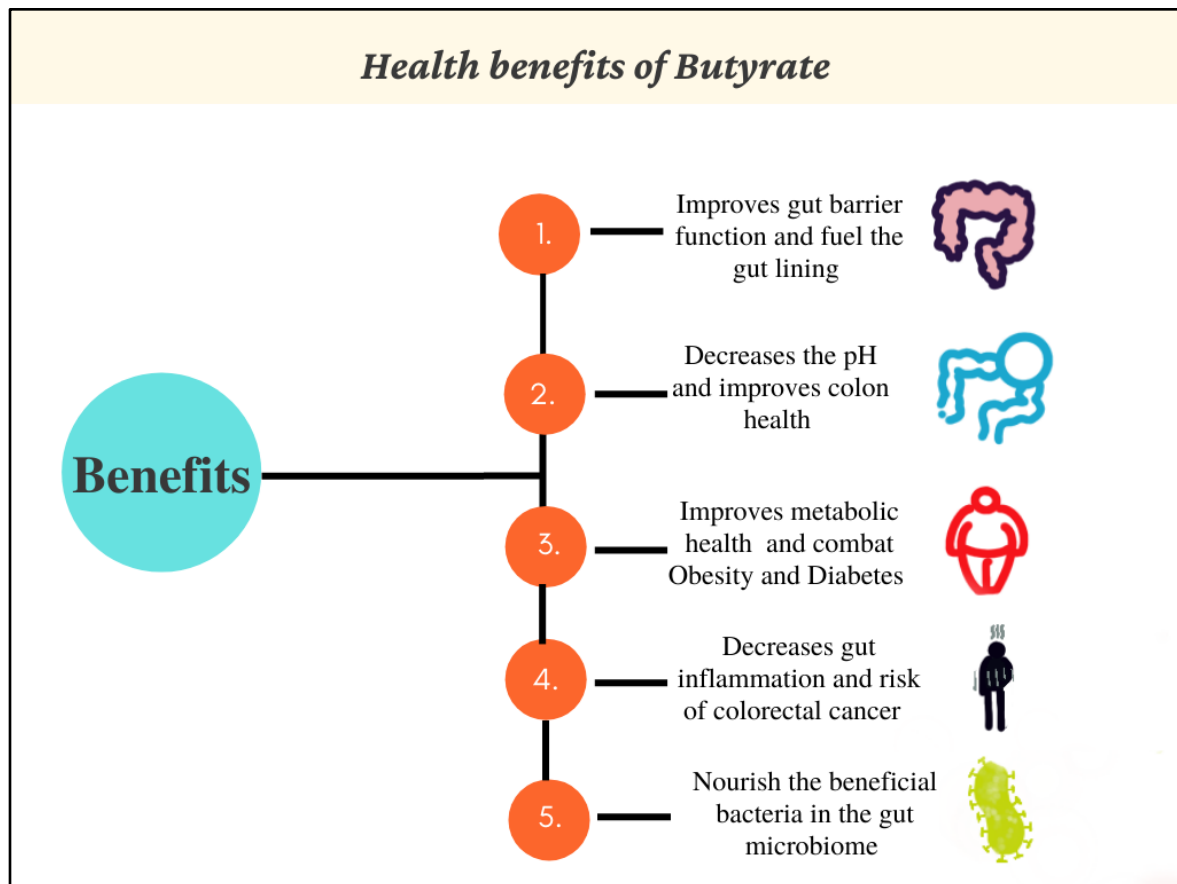 Health benefits of Butyrate
Benefits
1.
Improves gut barrier
function and fuel the
gut lining
2.
Decreases the pH
and improves colon
health
3.
Improves metabolic
health and combat
Obesity and Diabetes
4.
Decreases gut
inflammation and risk
of colorectal cancer
5.
Nourish the beneficial
bacteria in the gut
microbiome